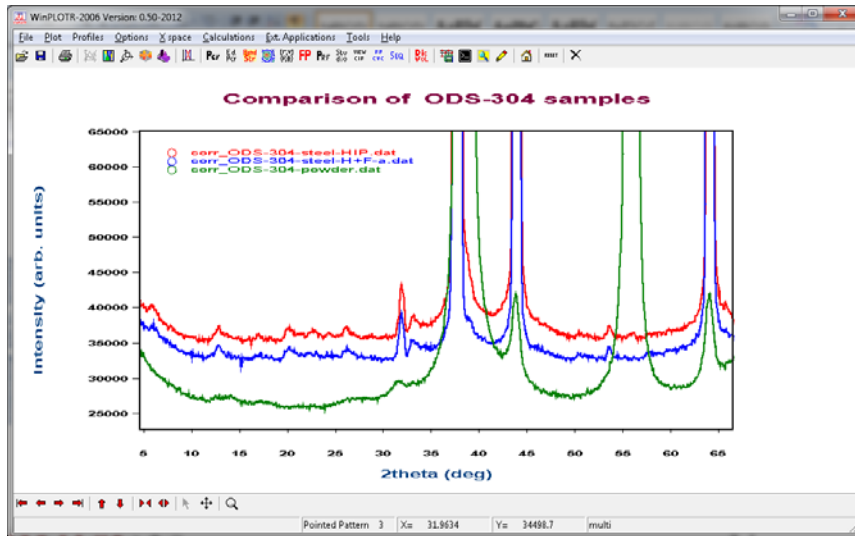 WinPLOTR-2006 Version: 0.50-2012
File Plot Profiles Options X space Calculations Ext. Applications Tools Help
Comparison of ODS-304 samples
corr_ODS-304-steel-HIP.dat
corr_ODS-304-steel-H+F-a.dat
corr_ODS-304-powder.dat
Intensity (arb. units)
65000
60000
55000
50000
45000
40000
35000
30000
25000
5 10 15 20 25 30 35 40 45 50 55 60 65
2theta (deg)
Pointed Pattern 3 X= 31.9634 Y= 34498.7 multi